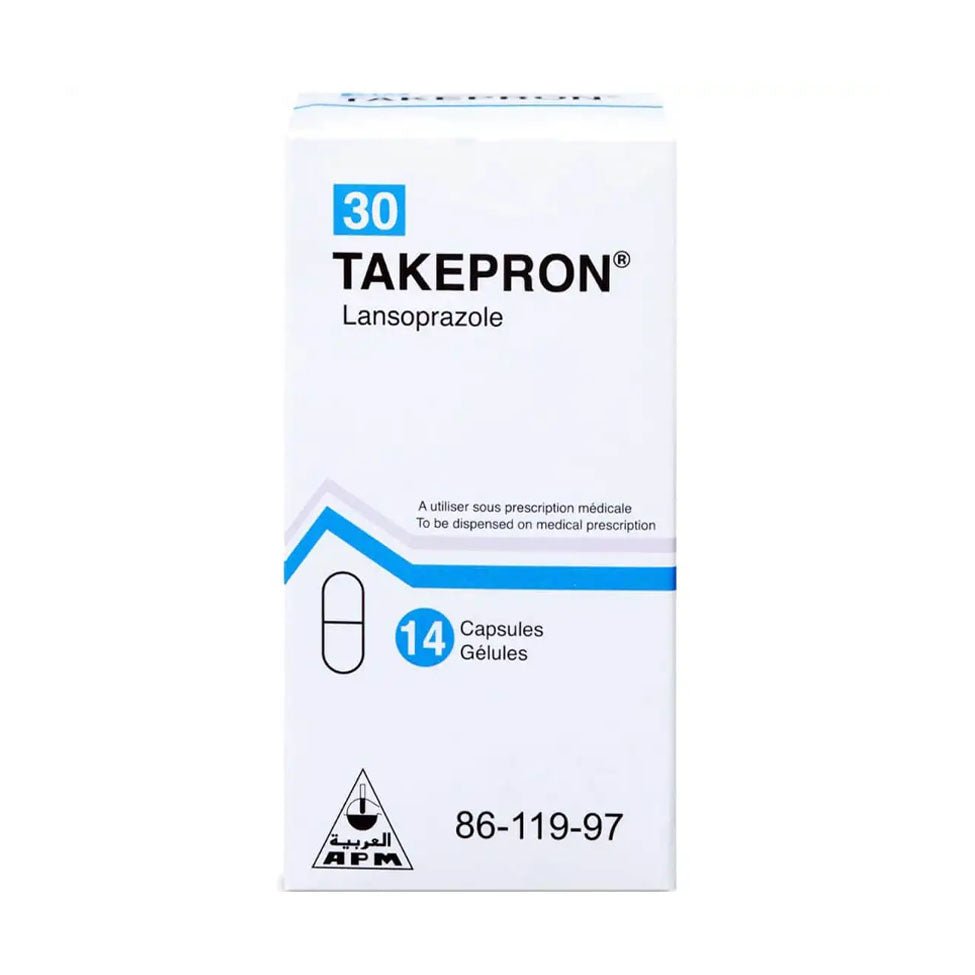 TAKEPRON®
30
TAKEPRON®
Lansoprazole
A utiliser sous prescription médicale
To be dispensed on medical prescription
14 Capsules
Gélules
العربية
APM
86-119-97